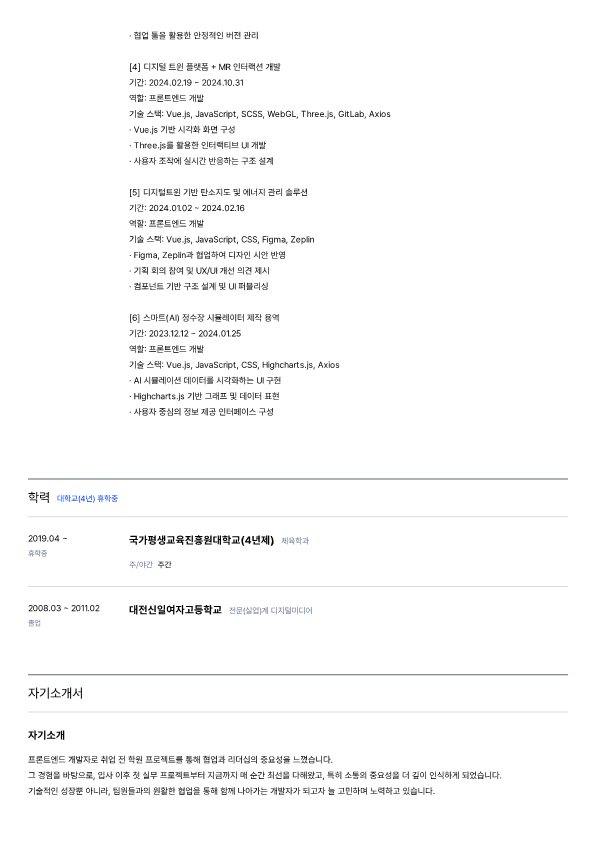 · 협업 툴을 활용한 안정적인 버전 관리
[4] 디지털 트윈 플랫폼 + MR 인터랙션 개발
기간: 2024.02.19 ~ 2024.10.31
역할: 프론트엔드 개발
기술 스택: Vue.js, JavaScript, SCSS, WebGL, Three.js, GitLab, Axios
· Vue.js 기반 시각화 화면 구성
· Three.js를 활용한 인터랙티브 UI 개발
· 사용자 조작에 실시간 반응하는 구조 설계
[5] 디지털트윈 기반 탄소지도 및 에너지 관리 솔루션
기간: 2024.01.02 ~ 2024.02.16
역할: 프론트엔드 개발
기술 스택: Vue.js, JavaScript, CSS, Figma, Zeplin
· Figma, Zeplin과 협업하여 디자인 시안 반영
· 기획 회의 참여 및 UX/UI 개선 의견 제시
· 컴포넌트 기반 구조 설계 및 UI 퍼블리싱
[6] 스마트(AI) 정수장 시뮬레이터 제작 용역
기간: 2023.12.12 ~ 2024.01.25
역할: 프론트엔드 개발
기술 스택: Vue.js, JavaScript, CSS, Highcharts.js, Axios
· AI 시뮬레이션 데이터를 시각화하는 UI 구현
· Highcharts.js 기반 그래프 및 데이터 표현
· 사용자 중심의 정보 제공 인터페이스 구성
학력 대학교(4년) 휴학중
2019.04 ~ 국가평생교육진흥원대학교(4년제) 체육학과
휴학중
주/야간 주간
2008.03 ~ 2011.02 대전신일여자고등학교 전문(실업)계 디지털미디어
졸업
자기소개서
자기소개
프론트엔드 개발자로 취업 전 학원 프로젝트를 통해 협업과 리더십의 중요성을 느꼈습니다.
그 경험을 바탕으로, 입사 이후 첫 실무 프로젝트부터 지금까지 매 순간 최선을 다해왔고, 특히 소통의 중요성을 더 깊이 인식하게 되었습니다.
기술적인 성장뿐 아니라, 팀원들과의 원활한 협업을 통해 함께 나아가는 개발자가 되고자 늘 고민하며 노력하고 있습니다.